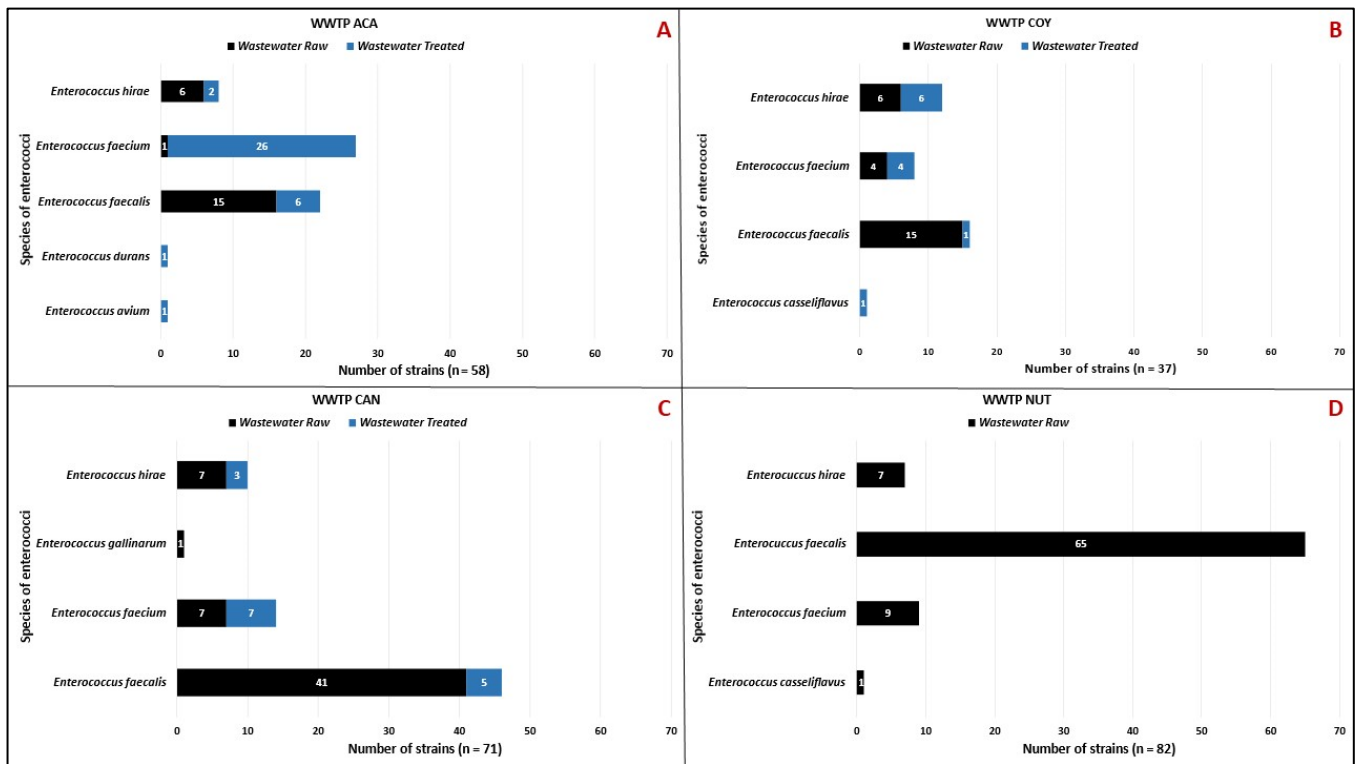 WWTP ACA
A
Wastewater Raw Wastewater Treated
Species of enterococci
Enterococcus hirae 6 2
Enterococcus faecium 1 26
Enterococcus faecalis 15 6
Enterococcus durans 1
Enterococcus avium 1
0 10 20 30 40 50 60 70
Number of strains (n = 58)
WWTP COY
B
Wastewater Raw Wastewater Treated
Species of enterococci
Enterococcus hirae 6 6
Enterococcus faecium 4 4
Enterococcus faecalis 15 1
Enterococcus casseliflavus 1
0 10 20 30 40 50 60 70
Number of strains (n = 37)
WWTP CAN
C
Wastewater Raw Wastewater Treated
Species of enterococci
Enterococcus hirae 7 3
Enterococcus gallinarum 1
Enterococcus faecium 7 7
Enterococcus faecalis 41 5
0 10 20 30 40 50 60 70
Number of strains (n = 71)
WWTP NUT
D
Wastewater Raw
Species of enterococci
Enterucuccus hirae 7
Enterucuccus faecalis 65
Enterococcus faecium 9
Enterococcus casseliflavus 1
0 10 20 30 40 50 60 70
Number of strains (n = 82)